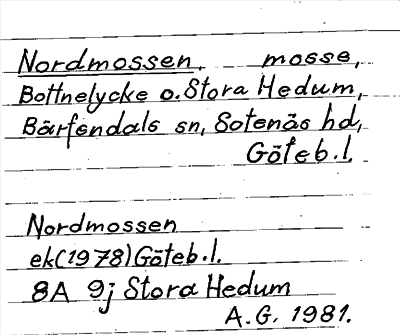 Nordmossen, mosse,
Bottnelycke o. Stora Hedum,
Bärfendals sn, Sotenäs hd,
Göteb.l.
Nordmossen
ek(1978) Göteb.l.
8A 9j Stora Hedum
A.G. 1981.